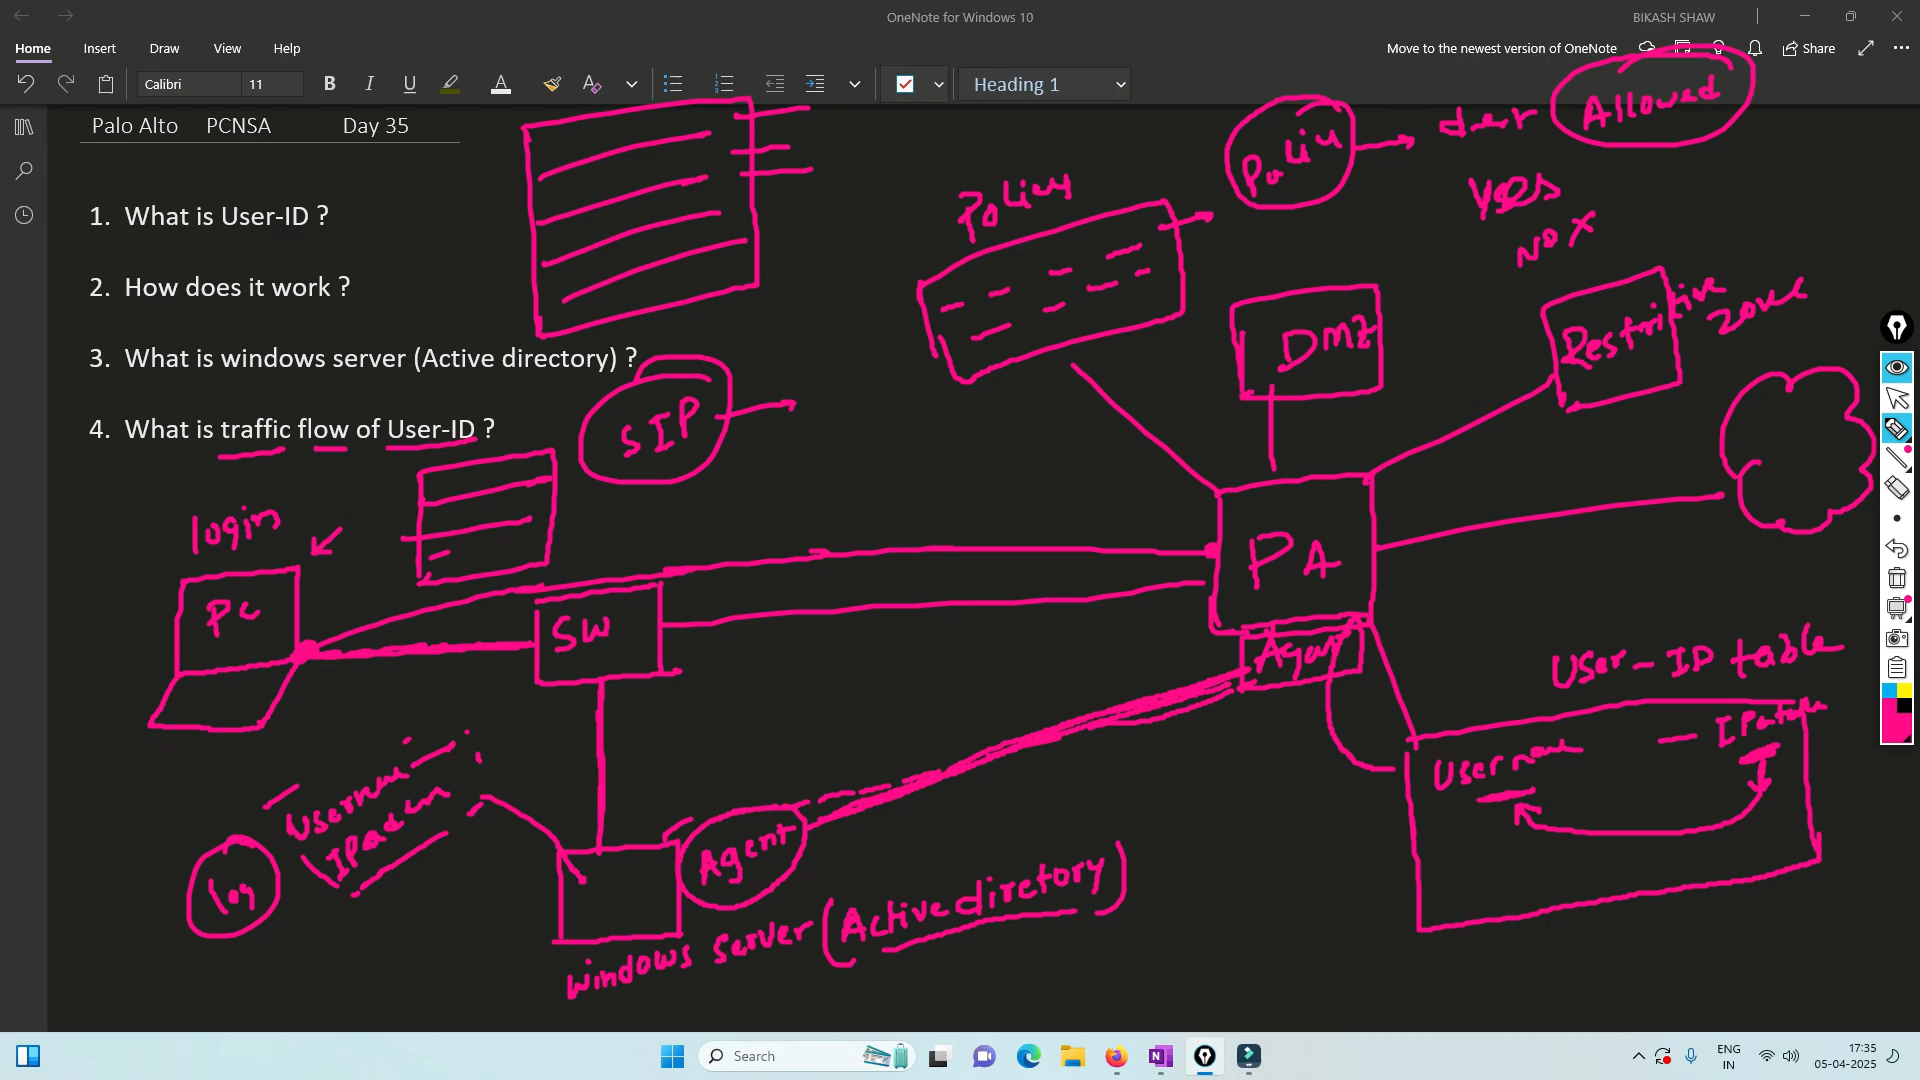 OneNote for Windows 10
BIKASH SHAW
Home Insert Draw View Help
Move to the newest version of OneNote
Share
Calibri 11 B I U A A Heading 1
Palo Alto PCNSA Day 35
1. What is User-ID ?
2. How does it work ?
3. What is windows server (Active directory) ?
4. What is traffic flow of User-ID ?
Policy
Allowed
Yes
No X
DMZ
Zone
SIP
login
PC
SW
PA
Agent
User-ID table
Username - IP
Username
IP
log
Agent
windows server (Active directory)
Search
ENG
IN
17:35
05-04-2025